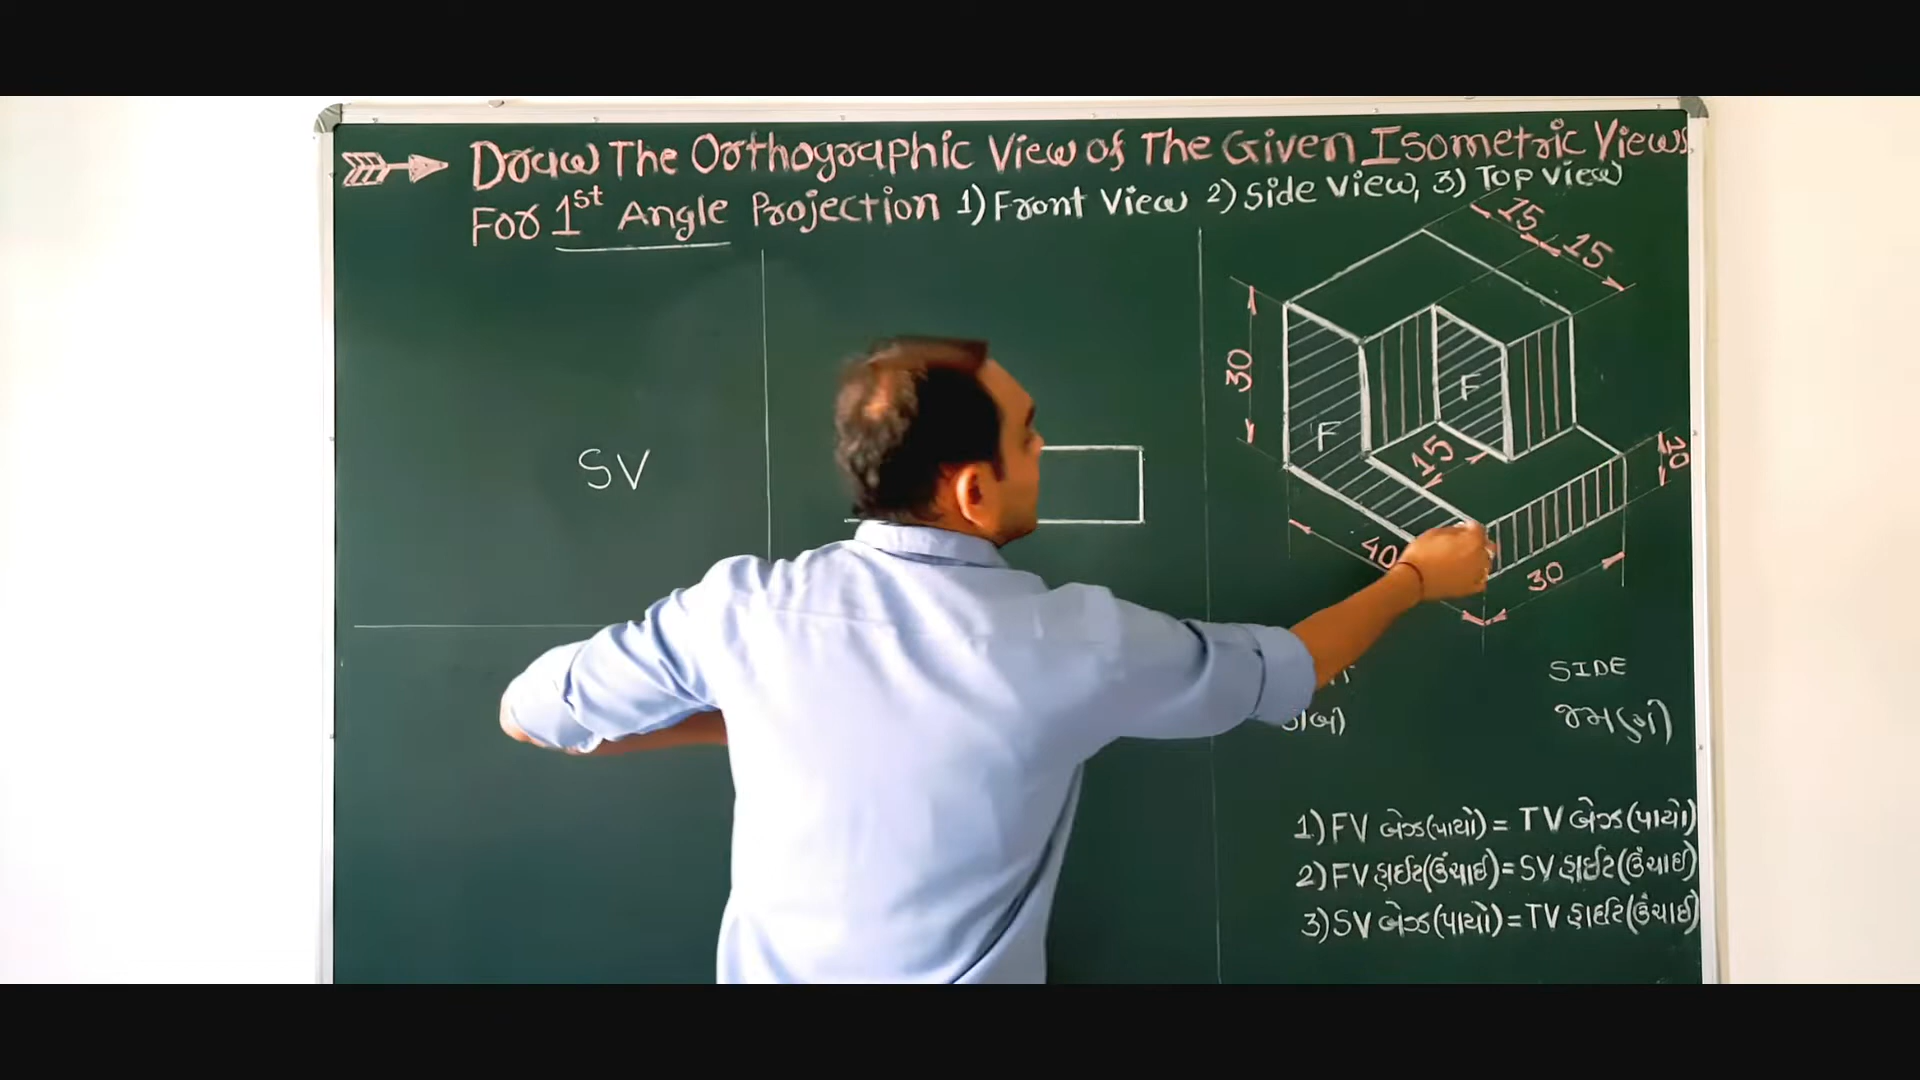 Draw The Orthographic View of The Given Isometric Views
For 1st Angle Projection 1) Front View 2) Side View, 3) Top View
15
15
30
F
F
15
10
SV
40
30
SIDE
1) FV બેઝ(પાયો) = TV બેઝ(પાયો)
2) FV હાઈટ(ઉંચાઈ) = SV હાઈટ(ઉંચાઈ)
3) SV બેઝ(પાયો) = TV હાઈટ(ઉંચાઈ)